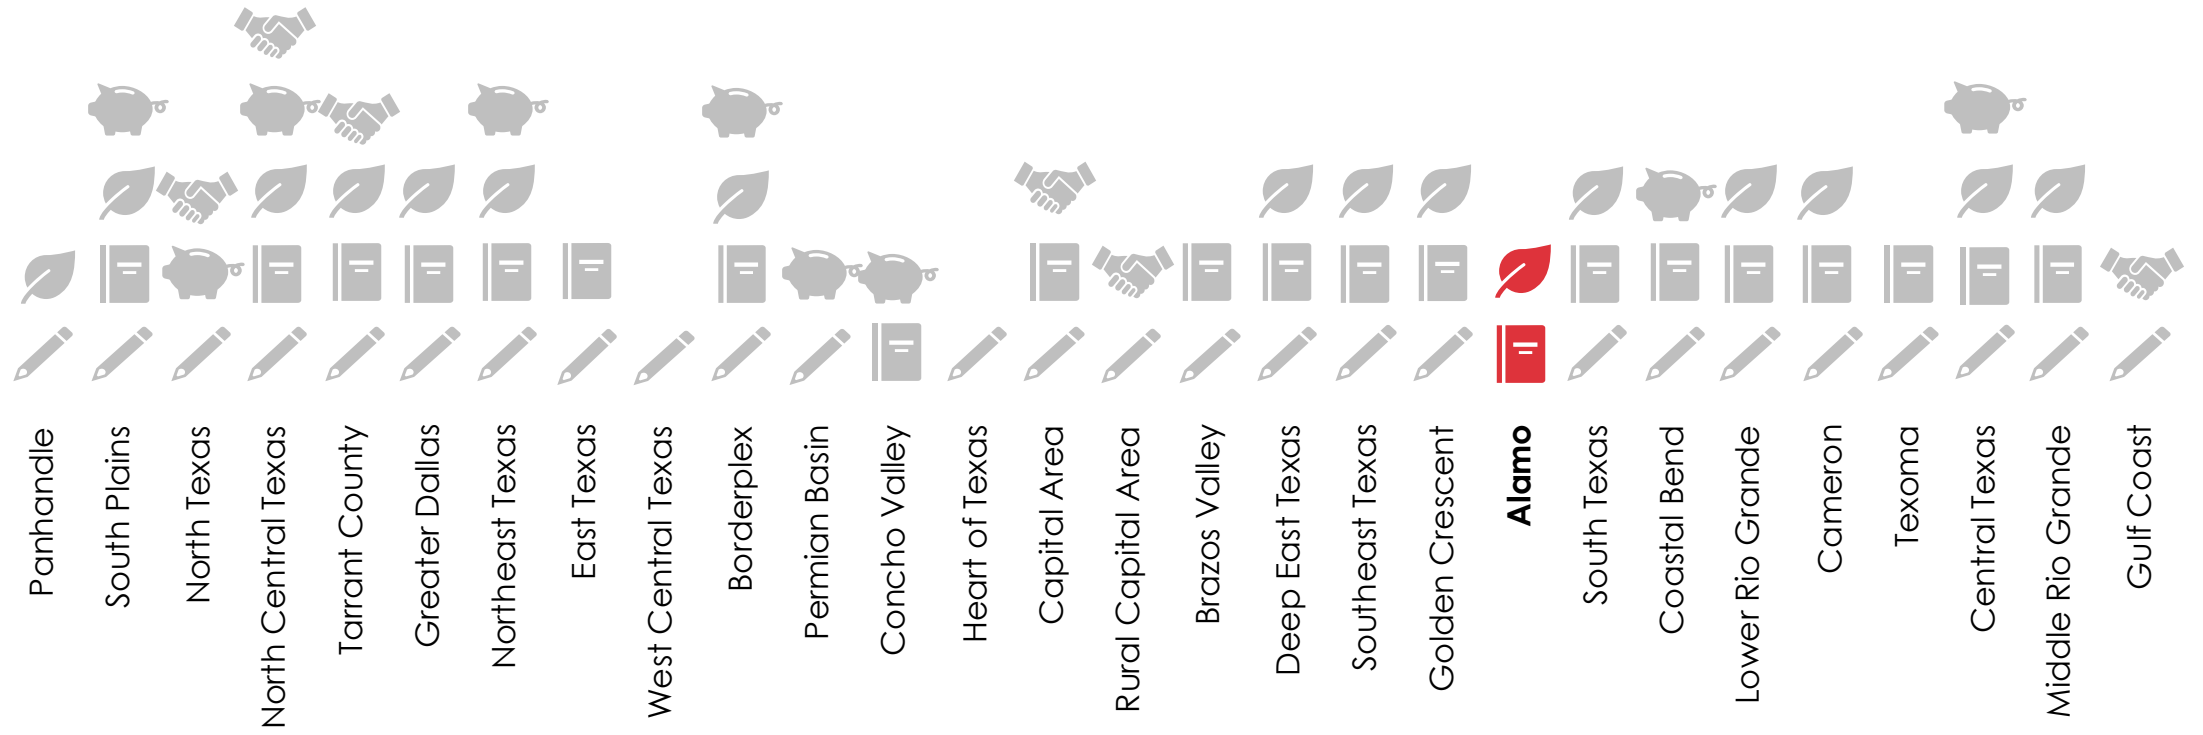 Panhandle
South Plains
North Texas
North Central Texas
Tarrant County
Greater Dallas
Northeast Texas
East Texas
West Central Texas
Borderplex
Permian Basin
Concho Valley
Heart of Texas
Capital Area
Rural Capital Area
Brazos Valley
Deep East Texas
Southeast Texas
Golden Crescent
Alamo
South Texas
Coastal Bend
Lower Rio Grande
Cameron
Texoma
Central Texas
Middle Rio Grande
Gulf Coast